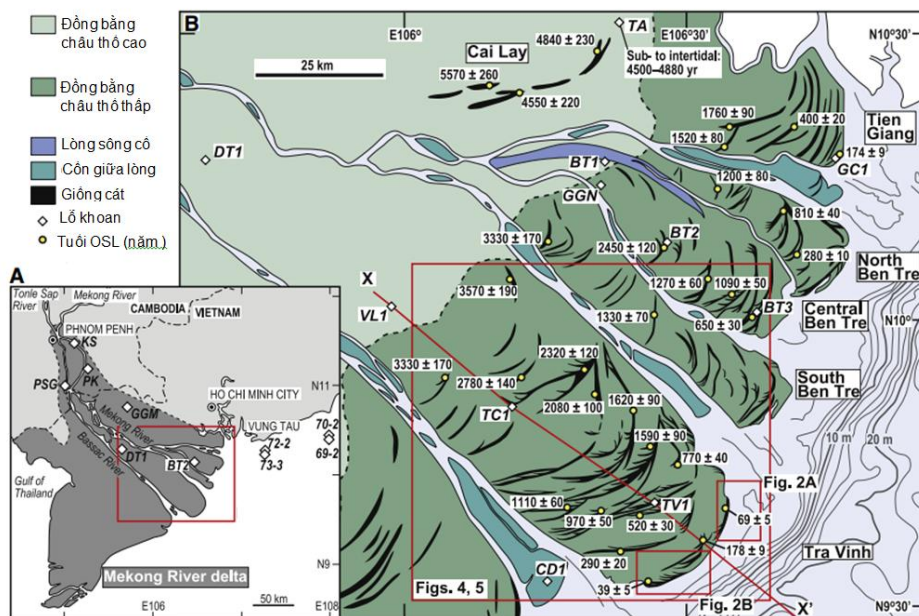 Đồng bằng
châu thổ cao
Đồng bằng
châu thổ thấp
Lòng sông cổ
Cồn giữa lòng
Giồng cát
Lỗ khoan
Tuổi OSL (năm.)
B
E106°
E106°30'
N10°30'
TA
Cai Lay
4840 ± 230
Sub- to intertidal:
4500–4880 yr
25 km
5570 ± 260
4550 ± 220
1760 ± 90
400 ± 20
Tien
Giang
1520 ± 80
174 ± 9
DT1
BT1
GC1
1200 ± 80
GGN
810 ± 40
BT2
3330 ± 170
2450 ± 120
280 ± 10
North
Ben Tre
X
3570 ± 190
1270 ± 60
1090 ± 50
Central
Ben Tre
N10°
VL1
1330 ± 70
650 ± 30
BT3
2320 ± 120
3330 ± 170
2780 ± 140
South
Ben Tre
1620 ± 90
TC1
2080 ± 100
10 m
20 m
1590 ± 90
770 ± 40
Fig. 2A
1110 ± 60
TV1
970 ± 50
520 ± 30
69 ± 5
178 ± 9
Tra Vinh
290 ± 20
CD1
39 ± 5
Figs. 4, 5
Fig. 2B
X'
N9°30'
A
Tonle Sap
River
Mekong River
CAMBODIA
VIETNAM
PHNOM PENH
KS
PK
PSG
HO CHI MINH CITY
N11
GGM
Mekong River
VUNG TAU
70-2
72-2
69-2
73-3
Bassac River
DT1
BT2
Gulf of
Thailand
N9
Mekong River delta
50 km
E106
E108